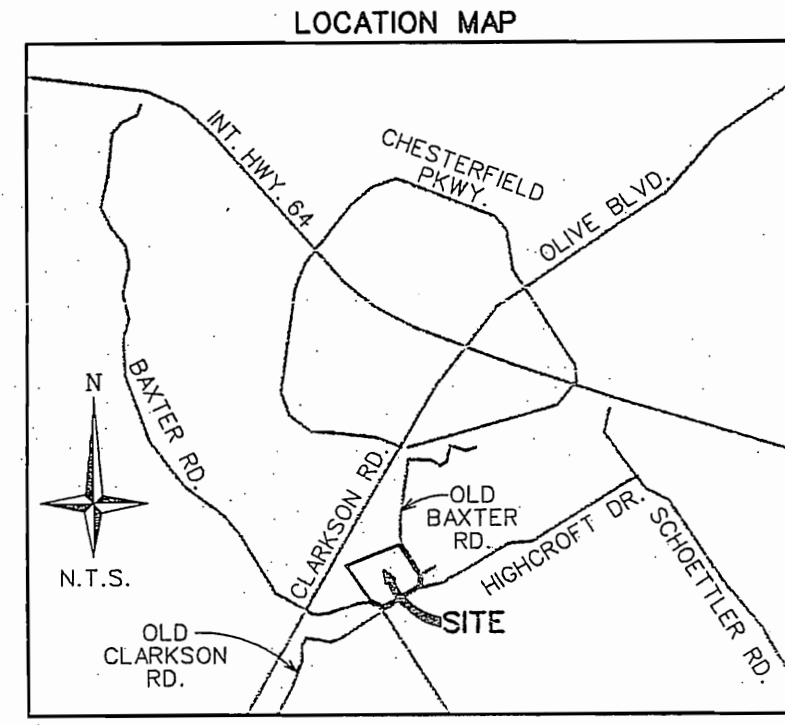 LOCATION MAP
INT. HWY. 64
CHESTERFIELD
PKWY.
OLIVE BLVD.
BAXTER RD.
N
N.T.S.
CLARKSON RD.
OLD
BAXTER
RD.
HIGHCROFT DR.
SCHOETTLER RD.
SITE
OLD
CLARKSON
RD.